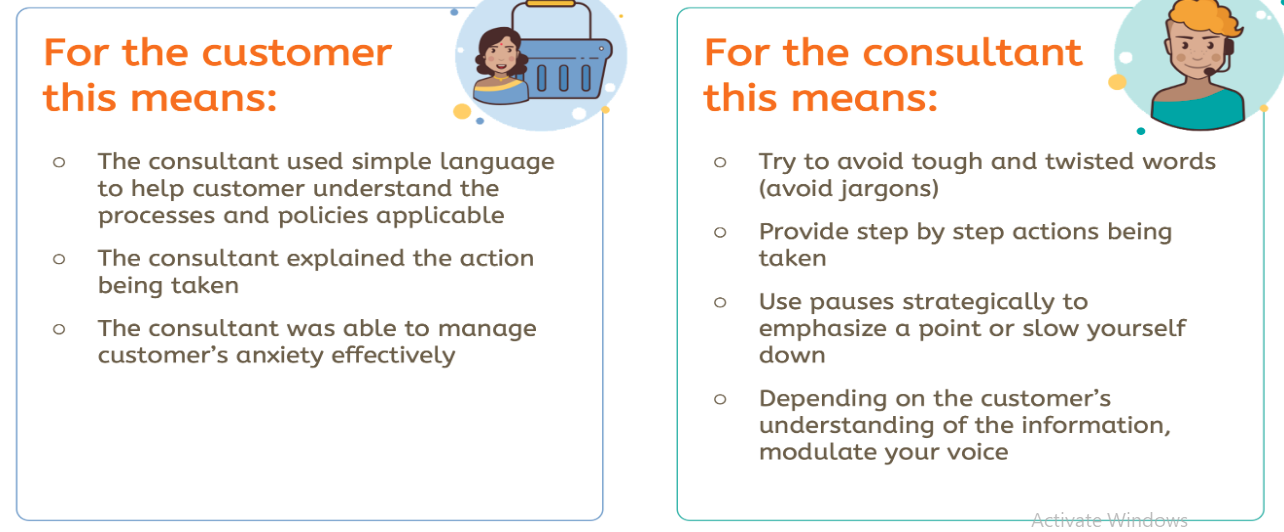 For the customer
this means:
○ The consultant used simple language
to help customer understand the
processes and policies applicable
○ The consultant explained the action
being taken
○ The consultant was able to manage
customer’s anxiety effectively
For the consultant
this means:
○ Try to avoid tough and twisted words
(avoid jargons)
○ Provide step by step actions being
taken
○ Use pauses strategically to
emphasize a point or slow yourself
down
○ Depending on the customer’s
understanding of the information,
modulate your voice
Activate Windows